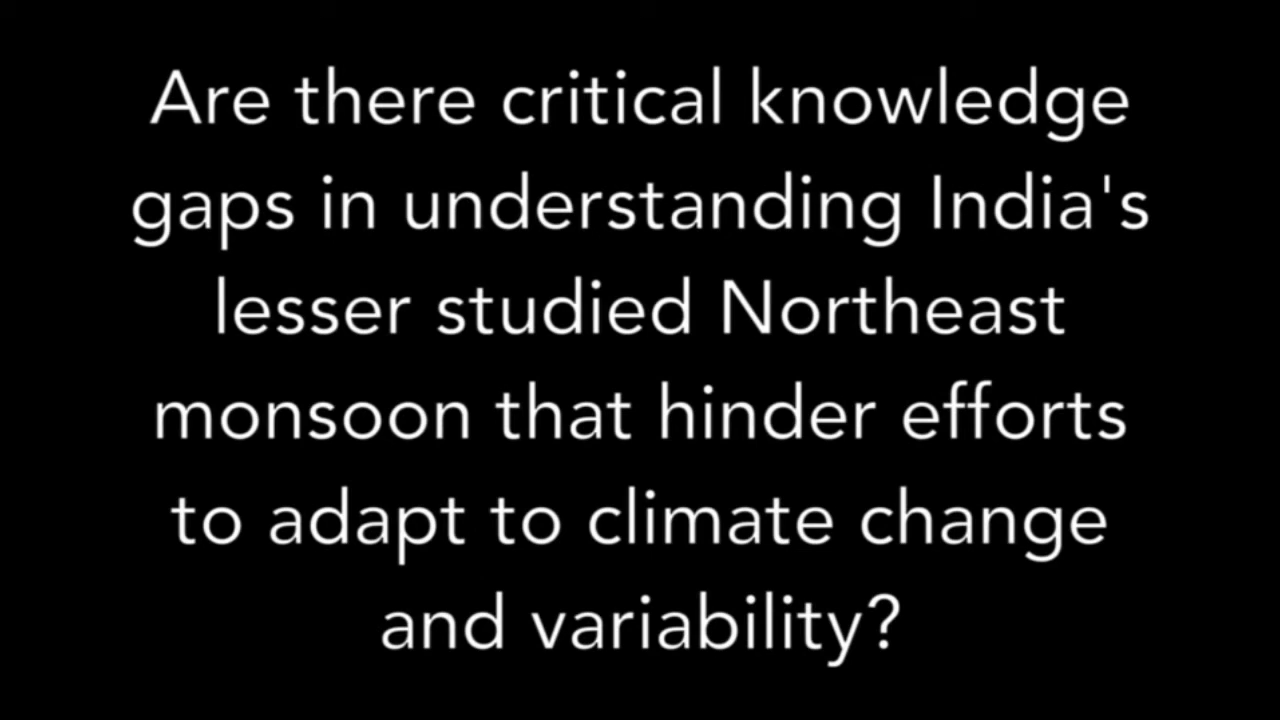 Are there critical knowledge
gaps in understanding India's
lesser studied Northeast
monsoon that hinder efforts
to adapt to climate change
and variability?